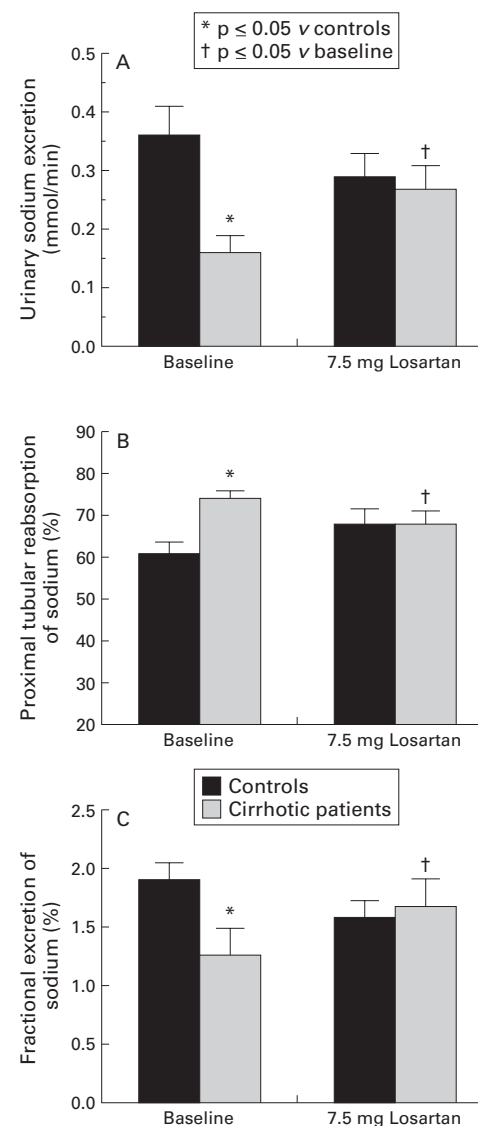 * p ≤ 0.05 v controls
† p ≤ 0.05 v baseline
A
Urinary sodium excretion
(mmol/min)
0.5
0.4
0.3
0.2
0.1
0.0
*
†
Baseline
7.5 mg Losartan
B
Proximal tubular reabsorption
of sodium (%)
90
80
70
60
50
40
30
20
*
†
Baseline
7.5 mg Losartan
Controls
Cirrhotic patients
C
Fractional excretion of
sodium (%)
2.5
2.0
1.5
1.0
0.5
0.0
*
†
Baseline
7.5 mg Losartan